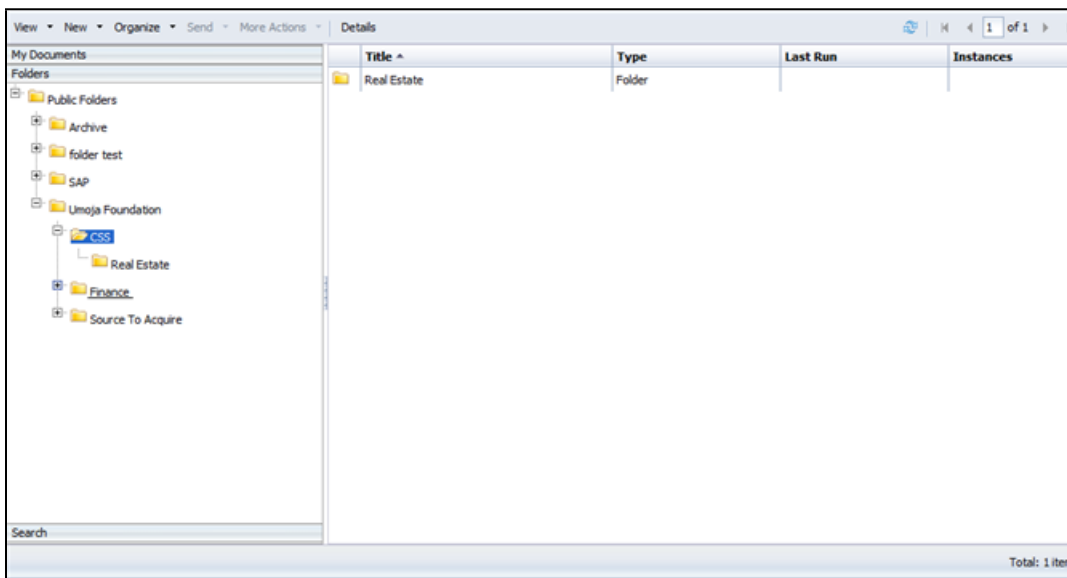 View New Organize Send More Actions Details 1 of 1
My Documents Title Type Last Run Instances
Folders Real Estate Folder
Public Folders
Archive
folder test
SAP
Umoja Foundation
CSS
Real Estate
Finance
Source To Acquire
Search
Total: 1